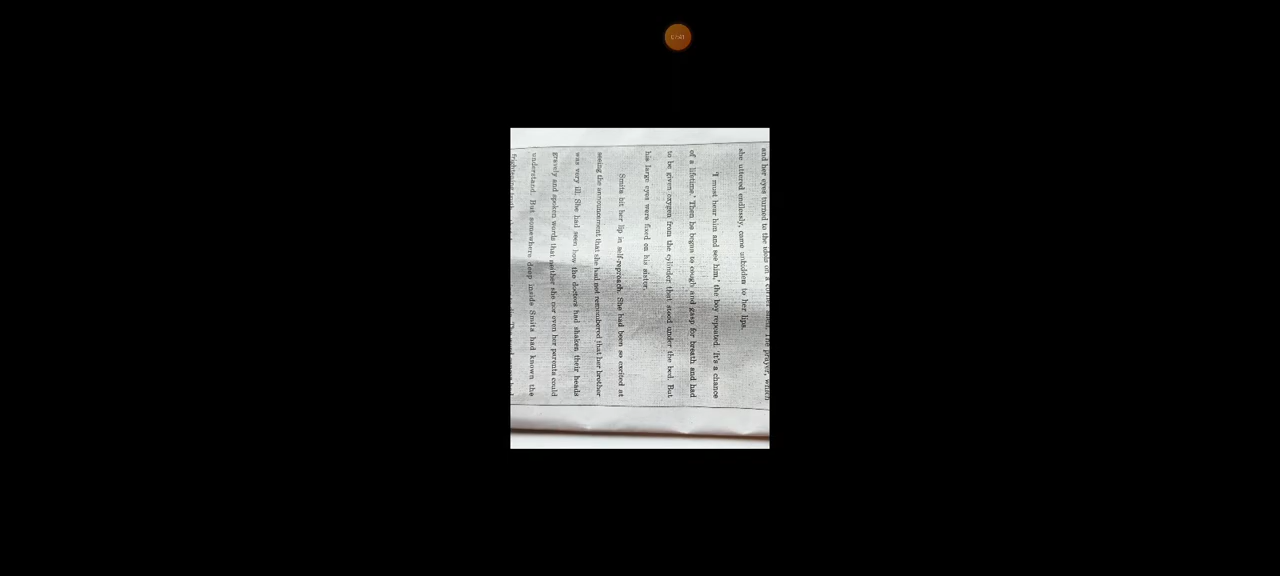 07:41
and her eyes turned to the idols on a corner The prayer, which
she uttered endlessly, came unbidden to her lips.
'I must hear him and see him,' the boy repeated. 'It's a chance
of a lifetime.' Then he began to cough and gasp for breath and had
to be given oxygen from the cylinder that stood under the bed. But
his large eyes were fixed on his sister.
Smita bit her lip in self-reproach. She had been so excited at
seeing the announcement that she had not remembered that her brother
was very ill. She had seen how the doctors had shaken their heads
gravely and spoken words that neither she nor even her parents could
understand. But somewhere deep inside Smita had known the
frightening truth